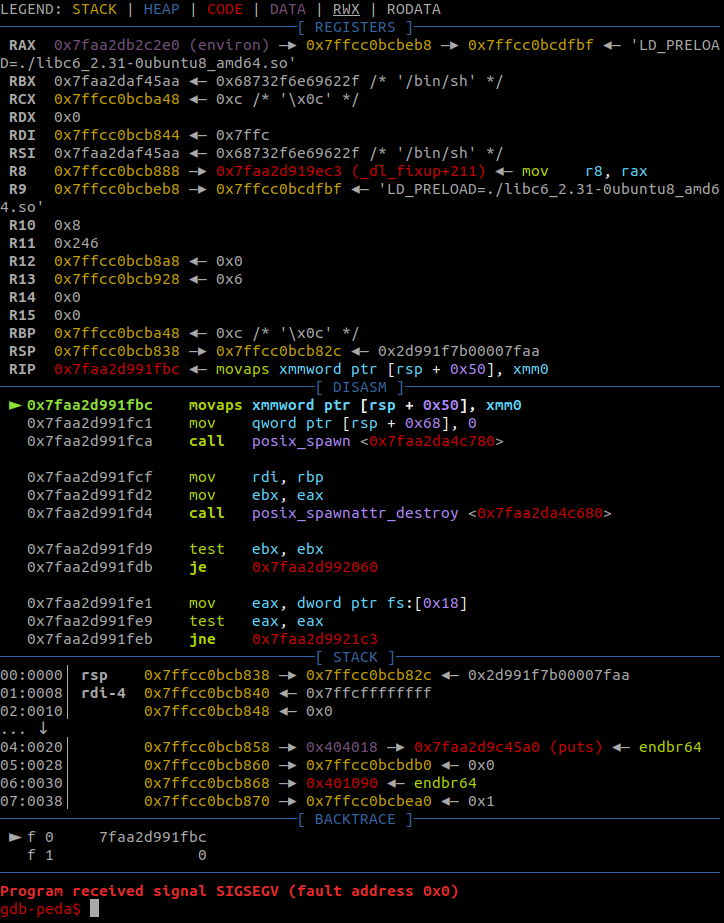 LEGEND: STACK | HEAP | CODE | DATA | RWX | RODATA
[ REGISTERS ]
RAX 0x7faa2db2c2e0 (environ) —▸ 0x7ffcc0bcbeb8 —▸ 0x7ffcc0bcdfbf ◂— 'LD_PRELOA
D=./libc6_2.31-0ubuntu8_amd64.so'
RBX 0x7faa2daf45aa ◂— 0x68732f6e69622f /* '/bin/sh' */
RCX 0x7ffcc0bcba48 ◂— 0xc /* '\x0c' */
RDX 0x0
RDI 0x7ffcc0bcb844 ◂— 0x7ffc
RSI 0x7faa2daf45aa ◂— 0x68732f6e69622f /* '/bin/sh' */
R8 0x7ffcc0bcb888 —▸ 0x7faa2d919ec3 (_dl_fixup+211) ◂— mov r8, rax
R9 0x7ffcc0bcbeb8 —▸ 0x7ffcc0bcdfbf ◂— 'LD_PRELOAD=./libc6_2.31-0ubuntu8_amd6
4.so'
R10 0x8
R11 0x246
R12 0x7ffcc0bcb8a8 ◂— 0x0
R13 0x7ffcc0bcb928 ◂— 0x6
R14 0x0
R15 0x0
RBP 0x7ffcc0bcba48 ◂— 0xc /* '\x0c' */
RSP 0x7ffcc0bcb838 —▸ 0x7ffcc0bcb82c ◂— 0x2d991f7b00007faa
RIP 0x7faa2d991fbc ◂— movaps xmmword ptr [rsp + 0x50], xmm0
[ DISASM ]
► 0x7faa2d991fbc movaps xmmword ptr [rsp + 0x50], xmm0
0x7faa2d991fc1 mov qword ptr [rsp + 0x68], 0
0x7faa2d991fca call posix_spawn <0x7faa2da4c780>
0x7faa2d991fcf mov rdi, rbp
0x7faa2d991fd2 mov ebx, eax
0x7faa2d991fd4 call posix_spawnattr_destroy <0x7faa2da4c680>
0x7faa2d991fd9 test ebx, ebx
0x7faa2d991fdb je 0x7faa2d992060
0x7faa2d991fe1 mov eax, dword ptr fs:[0x18]
0x7faa2d991fe9 test eax, eax
0x7faa2d991feb jne 0x7faa2d9921c3
[ STACK ]
00:0000│ rsp 0x7ffcc0bcb838 —▸ 0x7ffcc0bcb82c ◂— 0x2d991f7b00007faa
01:0008│ rdi-4 0x7ffcc0bcb840 ◂— 0x7ffcffffffff
02:0010│ 0x7ffcc0bcb848 ◂— 0x0
... ↓
04:0020│ 0x7ffcc0bcb858 —▸ 0x404018 —▸ 0x7faa2d9c45a0 (puts) ◂— endbr64
05:0028│ 0x7ffcc0bcb860 —▸ 0x7ffcc0bcbdb0 ◂— 0x0
06:0030│ 0x7ffcc0bcb868 —▸ 0x401090 ◂— endbr64
07:0038│ 0x7ffcc0bcb870 —▸ 0x7ffcc0bcbea0 ◂— 0x1
[ BACKTRACE ]
► f 0 7faa2d991fbc
f 1 0
Program received signal SIGSEGV (fault address 0x0)
gdb-peda$